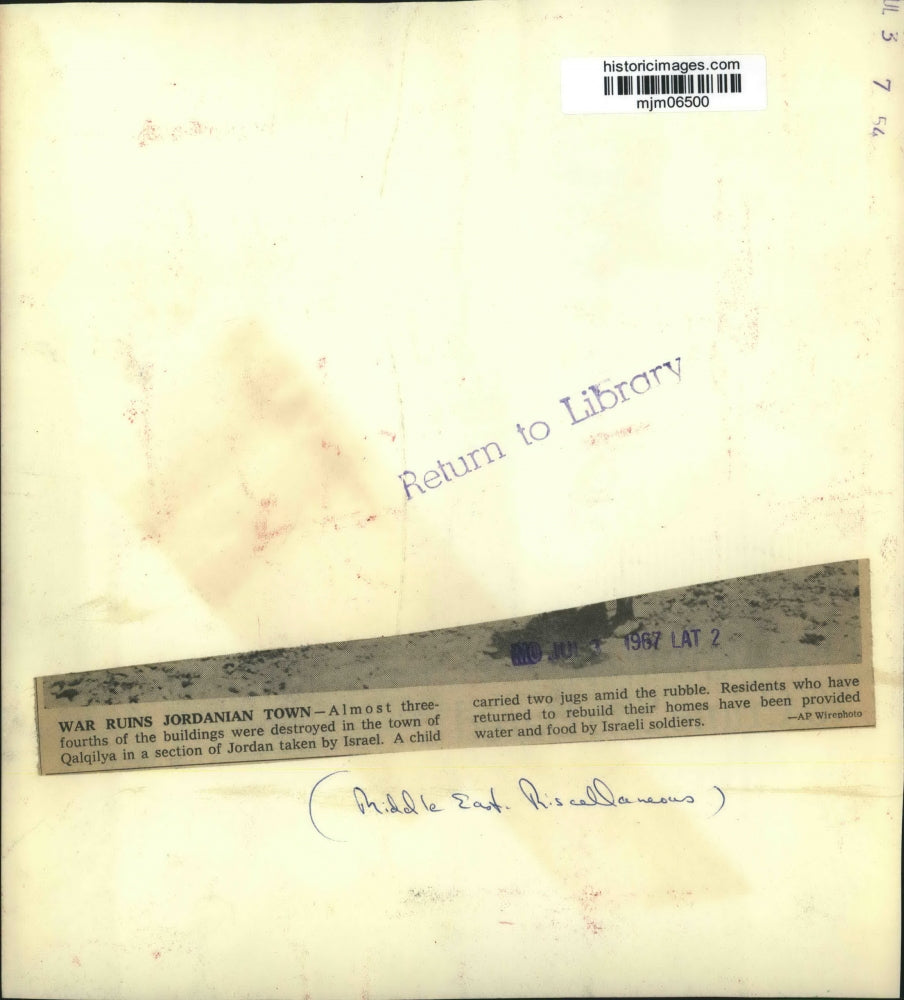 historicimages.com
mjm06500
UL 3 7 54
Return to Library
1967 LAT 2
WAR RUINS JORDANIAN TOWN—Almost three-
fourths of the buildings were destroyed in the town of
Qalqilya in a section of Jordan taken by Israel. A child
carried two jugs amid the rubble. Residents who have
returned to rebuild their homes have been provided
water and food by Israeli soldiers.
—AP Wirephoto
(Middle East. Miscellaneous)